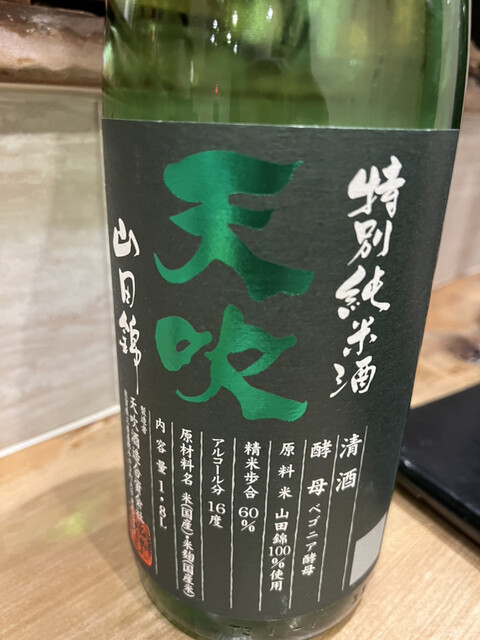 特別純米酒
天吹
山田錦
清酒
酵母 ベゴニア酵母
原料米 山田錦100%使用
精米歩合 60%
アルコール分 16度
原材料名 米(国産)・米麹(国産米)
内容量 1.8L
製造者 天吹酒造合資会社